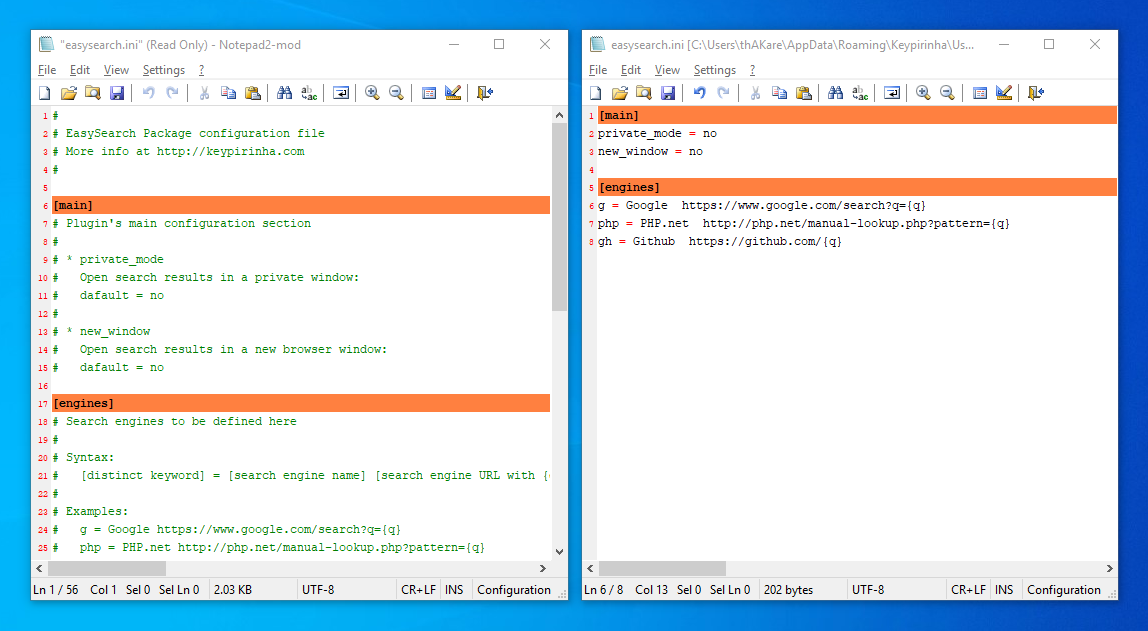 "easysearch.ini" (Read Only) - Notepad2-mod
File Edit View Settings ?
1 #
2 # EasySearch Package configuration file
3 # More info at http://keypirinha.com
4 #
5
6 [main]
7 # Plugin's main configuration section
8 #
9 # * private_mode
10 #   Open search results in a private window:
11 #   dafault = no
12 #
13 # * new_window
14 #   Open search results in a new browser window:
15 #   dafault = no
16
17 [engines]
18 # Search engines to be defined here
19 #
20 # Syntax:
21 #   [distinct keyword] = [search engine name] [search engine URL with {
22 #
23 # Examples:
24 #   g = Google https://www.google.com/search?q={q}
25 #   php = PHP.net http://php.net/manual-lookup.php?pattern={q}
Ln 1 / 56 Col 1 Sel 0 Sel Ln 0 2.03 KB UTF-8 CR+LF INS Configuration
easysearch.ini [C:\Users\thAKare\AppData\Roaming\Keypirinha\Us...
File Edit View Settings ?
1 [main]
2 private_mode = no
3 new_window = no
4
5 [engines]
6 g = Google  https://www.google.com/search?q={q}
7 php = PHP.net  http://php.net/manual-lookup.php?pattern={q}
8 gh = Github  https://github.com/{q}
Ln 6 / 8 Col 13 Sel 0 Sel Ln 0 202 bytes UTF-8 CR+LF INS Configuration